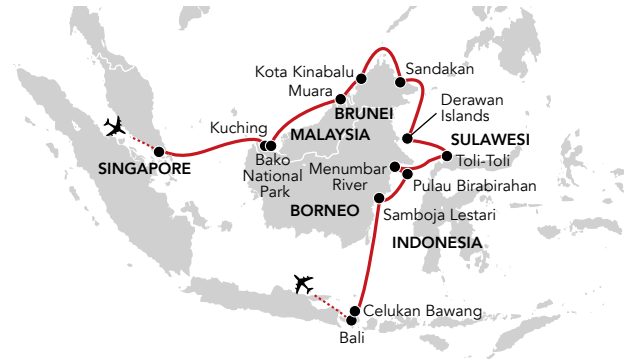 Kota Kinabalu
Sandakan
Muara
Derawan
Islands
BRUNEI
Kuching
MALAYSIA
SULAWESI
SINGAPORE
Bako
National
Park
Toli-Toli
Menumbar
River
Pulau Birabirahan
BORNEO
Samboja Lestari
INDONESIA
Celukan Bawang
Bali